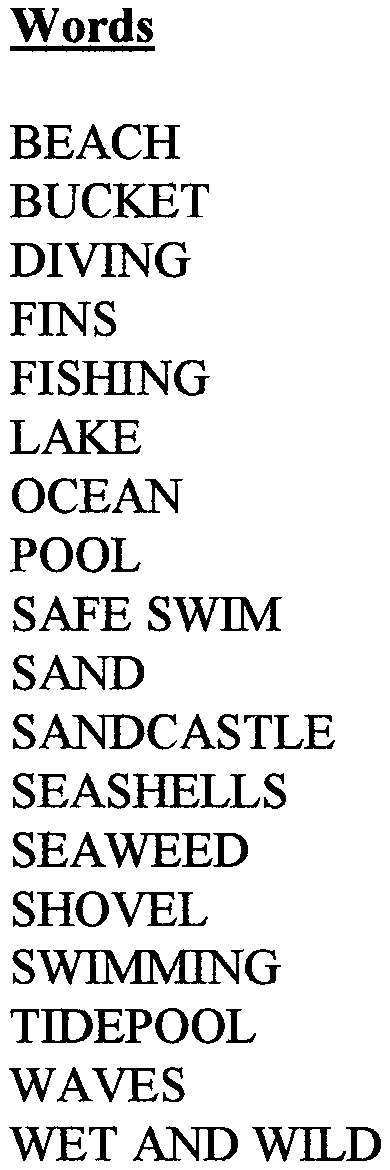 Words
BEACH
BUCKET
DIVING
FINS
FISHING
LAKE
OCEAN
POOL
SAFE SWIM
SAND
SANDCASTLE
SEASHELLS
SEAWEED
SHOVEL
SWIMMING
TIDEPOOL
WAVES
WET AND WILD